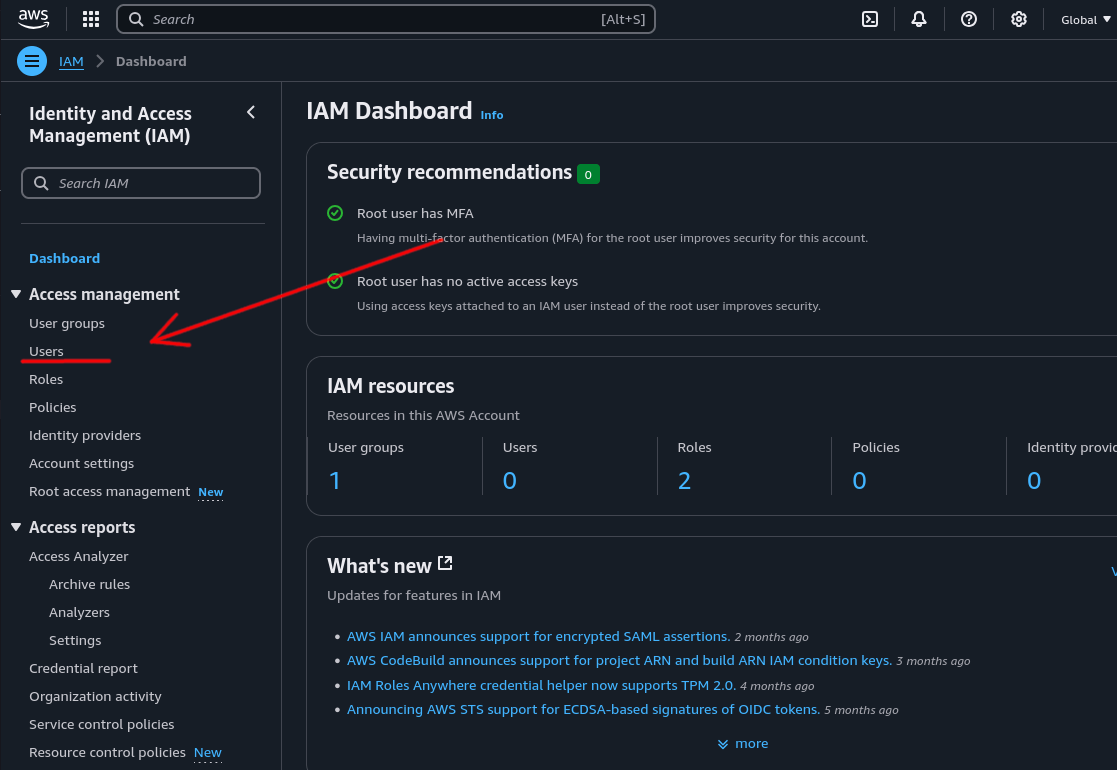 aws
Search [Alt+S]
Global
IAM Dashboard
Identity and Access
Management (IAM)
Search IAM
Dashboard
Access management
User groups
Users
Roles
Policies
Identity providers
Account settings
Root access management New
Access reports
Access Analyzer
Archive rules
Analyzers
Settings
Credential report
Organization activity
Service control policies
Resource control policies New
IAM Dashboard Info
Security recommendations 0
Root user has MFA
Having multi-factor authentication (MFA) for the root user improves security for this account.
Root user has no active access keys
Using access keys attached to an IAM user instead of the root user improves security.
IAM resources
Resources in this AWS Account
User groups Users Roles Policies Identity
1 0 2 0 0
What's new
Updates for features in IAM
AWS IAM announces support for encrypted SAML assertions. 2 months ago
AWS CodeBuild announces support for project ARN and build ARN IAM condition keys. 3 months ago
IAM Roles Anywhere credential helper now supports TPM 2.0. 4 months ago
Announcing AWS STS support for ECDSA-based signatures of OIDC tokens. 5 months ago
more